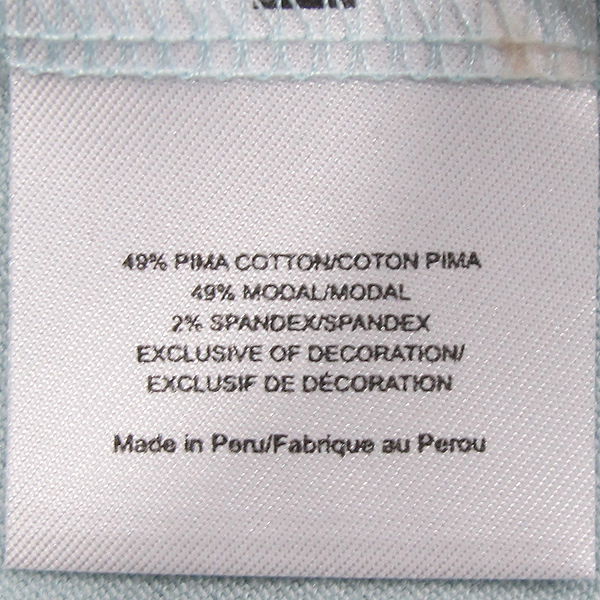 49% PIMA COTTON/COTON PIMA
49% MODAL/MODAL
2% SPANDEX/SPANDEX
EXCLUSIVE OF DECORATION/
EXCLUSIF DE DÉCORATION
Made in Peru/Fabrique au Perou